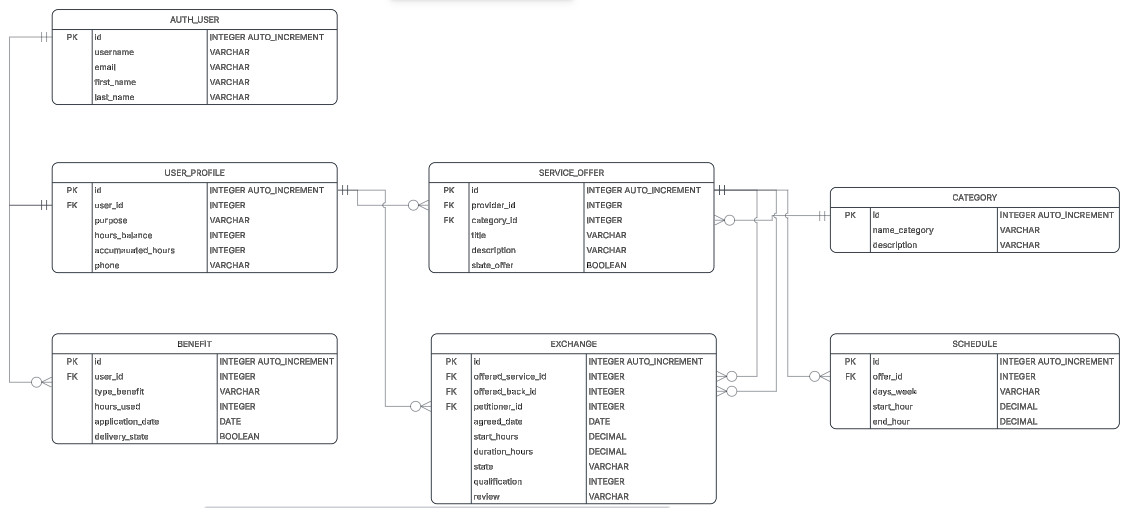 AUTH_USER
PK id INTEGER AUTO_INCREMENT
username VARCHAR
email VARCHAR
first_name VARCHAR
last_name VARCHAR
USER_PROFILE
PK id INTEGER AUTO_INCREMENT
FK user_id INTEGER
purpose VARCHAR
hours_balance INTEGER
accumauated_hours INTEGER
phone VARCHAR
SERVICE_OFFER
PK id INTEGER AUTO_INCREMENT
FK provider_id INTEGER
FK category_id INTEGER
title VARCHAR
description VARCHAR
state_offer BOOLEAN
CATEGORY
PK id INTEGER AUTO_INCREMENT
name_category VARCHAR
description VARCHAR
BENEFIT
PK id INTEGER AUTO_INCREMENT
FK user_id INTEGER
type_benefit VARCHAR
hours_used INTEGER
application_date DATE
delivery_state BOOLEAN
EXCHANGE
PK id INTEGER AUTO_INCREMENT
FK offered_service_id INTEGER
FK offered_back_id INTEGER
FK petitioner_id INTEGER
agreed_date DATE
start_hours DECIMAL
duration_hours DECIMAL
state VARCHAR
qualification INTEGER
review VARCHAR
SCHEDULE
PK id INTEGER AUTO_INCREMENT
FK offer_id INTEGER
days_week VARCHAR
start_hour DECIMAL
end_hour DECIMAL